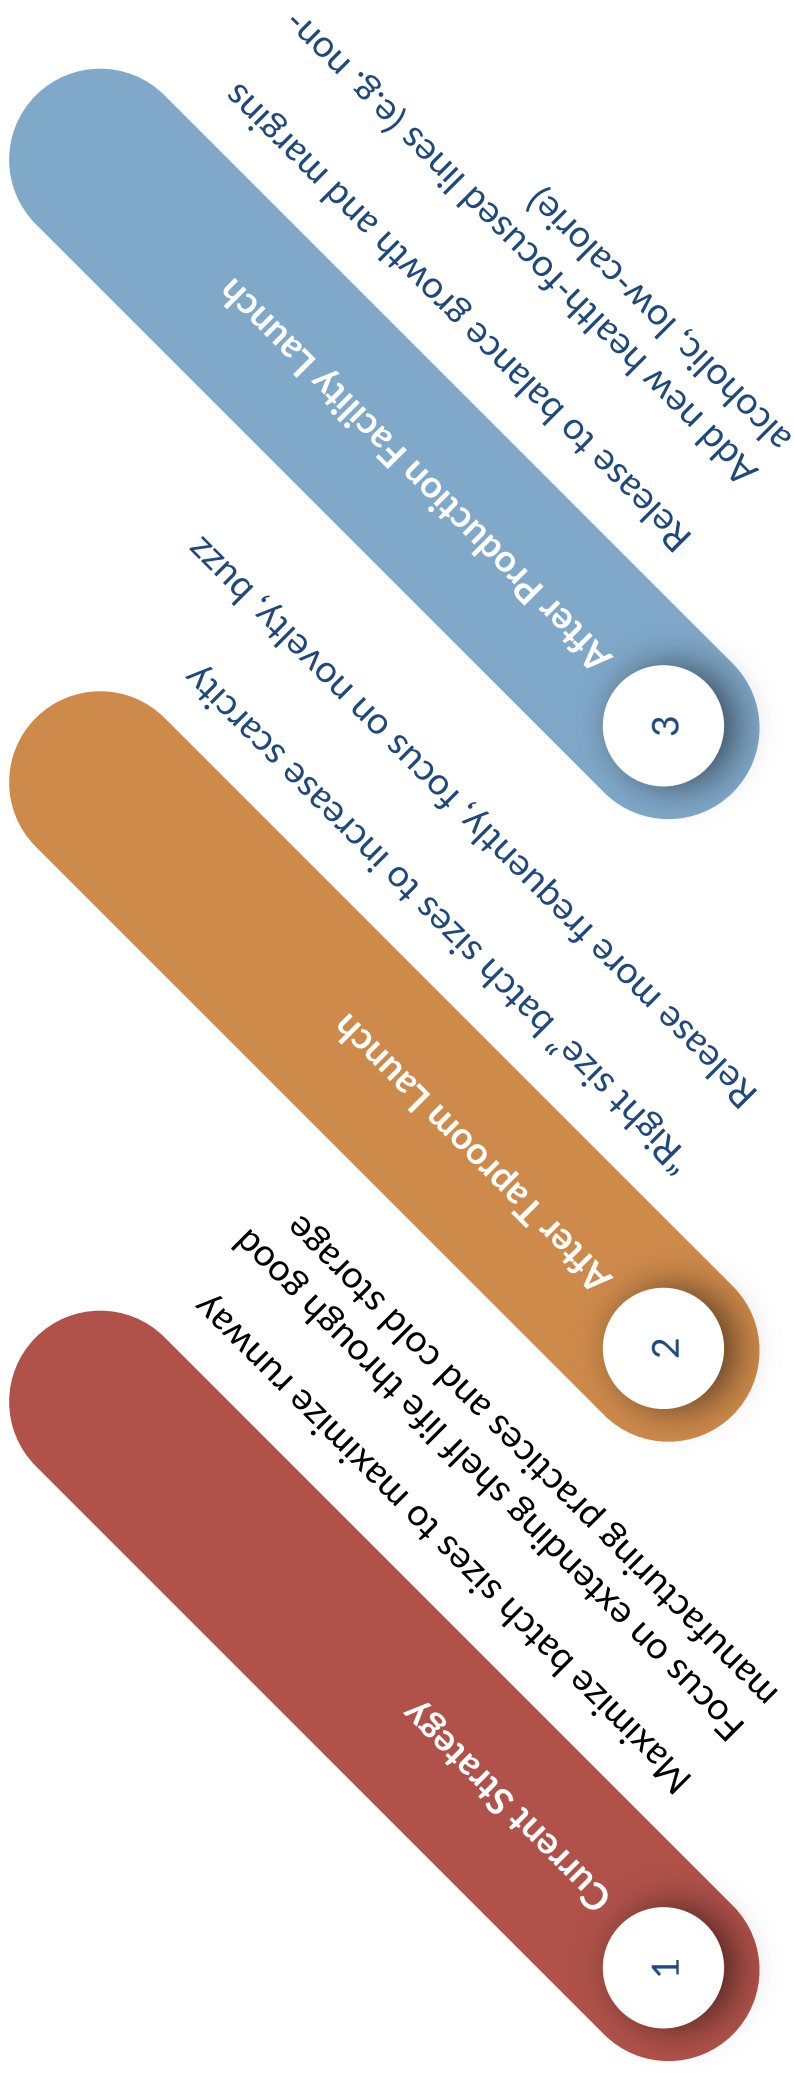 1
Current Strategy
Maximize batch sizes to maximize runway
Focus on extending shelf life through good
manufacturing practices and cold storage
2
After Taproom Launch
“Right size” batch sizes to increase scarcity
Release more frequently, focus on novelty, buzz
3
After Production Facility Launch
Release to balance growth and margins
Add new health-focused lines (e.g. non-
alcoholic, low-calorie)